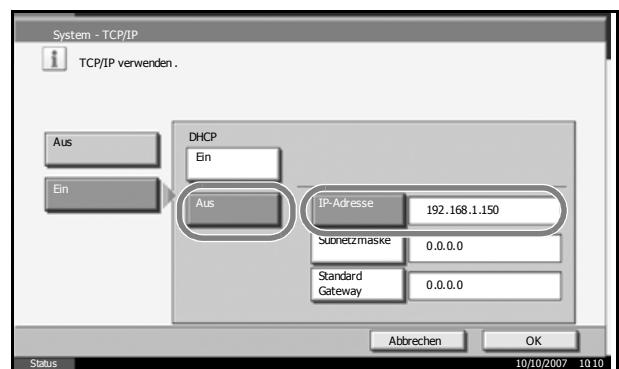 System - TCP/IP
i TCP/IP verwenden.
Aus
Ein
DHCP
Ein
Aus
IP-Adresse 192.168.1.150
Subnetzmaske 0.0.0.0
Standard
Gateway 0.0.0.0
Abbrechen OK
Status 10/10/2007 10:10